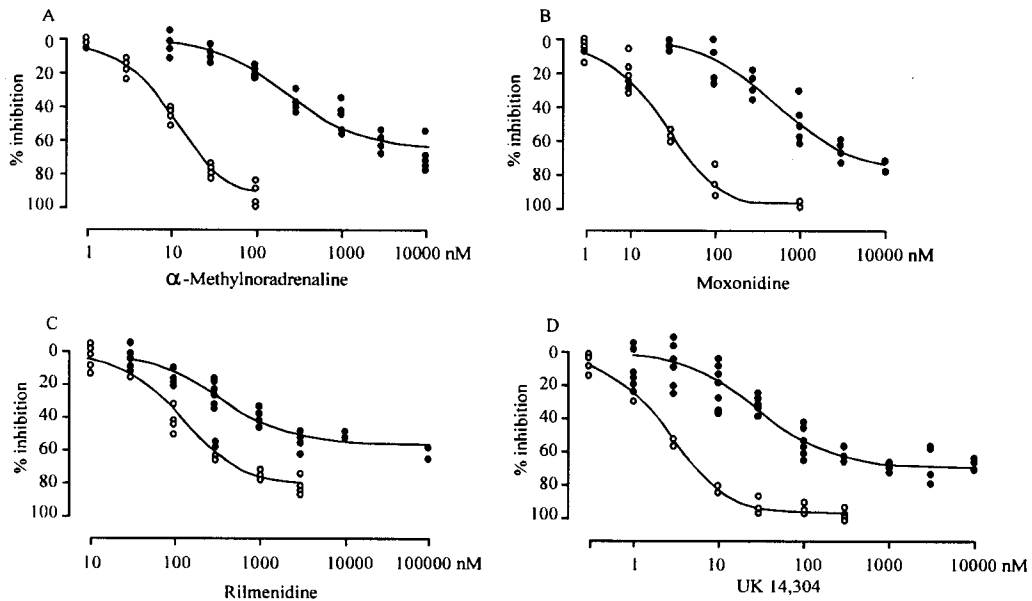 A
% inhibition
0
20
40
60
80
100
1 10 100 1000 10000 nM
α-Methylnoradrenaline
B
% inhibition
0
20
40
60
80
100
1 10 100 1000 10000 nM
Moxonidine
C
% inhibition
0
20
40
60
80
100
10 100 1000 10000 100000 nM
Rilmenidine
D
% inhibition
0
20
40
60
80
100
1 10 100 1000 10000 nM
UK 14,304